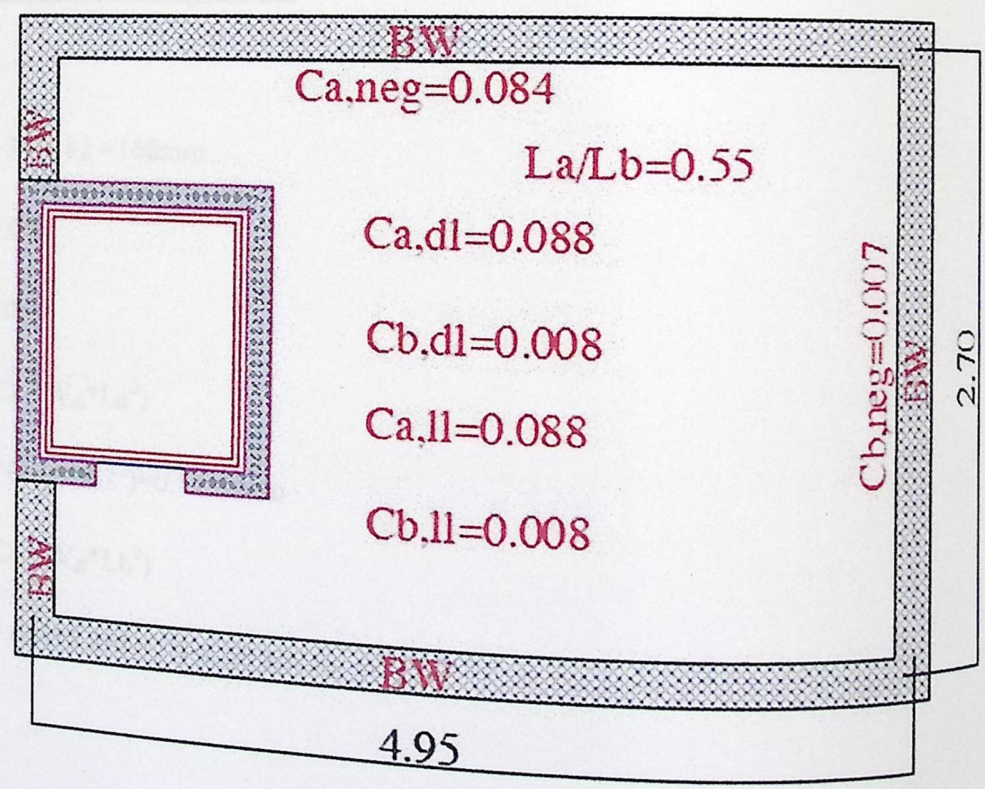 BW
Ca,neg=0.084
BW
La/Lb=0.55
Ca,dl=0.088
Cb,neg=0.007
Cb,dl=0.008
BW
2.70
Ca,ll=0.088
Cb,ll=0.008
BW
BW
4.95